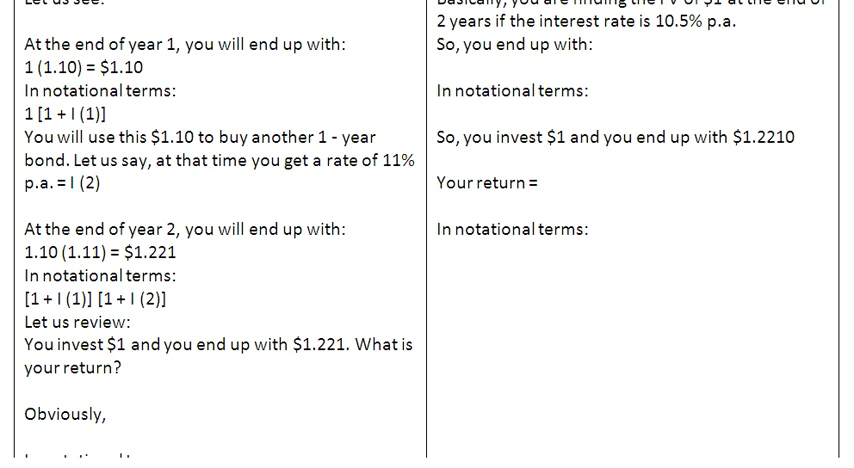 At the end of year 1, you will end up with:
1 (1.10) = $1.10
In notational terms:
1 [1 + I (1)]
You will use this $1.10 to buy another 1 - year
bond. Let us say, at that time you get a rate of 11%
p.a. = I (2)
At the end of year 2, you will end up with:
1.10 (1.11) = $1.221
In notational terms:
[1 + I (1)] [1 + I (2)]
Let us review:
You invest $1 and you end up with $1.221. What is
your return?
Obviously,
2 years if the interest rate is 10.5% p.a.
So, you end up with:
In notational terms:
So, you invest $1 and you end up with $1.2210
Your return =
In notational terms: